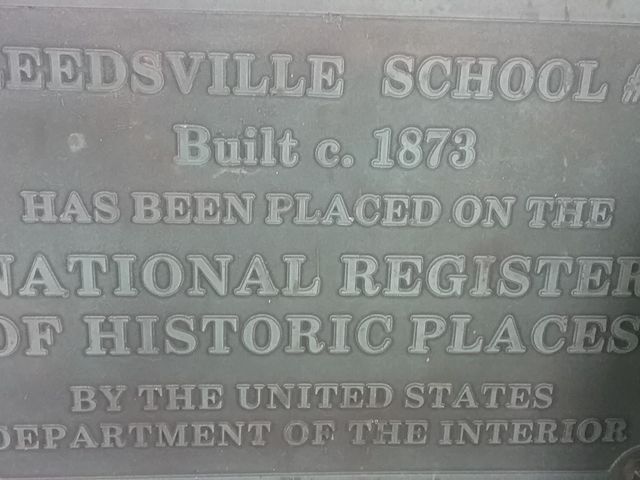 LEEDSVILLE SCHOOL #
Built c. 1873
HAS BEEN PLACED ON THE
NATIONAL REGISTER
OF HISTORIC PLACES
BY THE UNITED STATES
DEPARTMENT OF THE INTERIOR